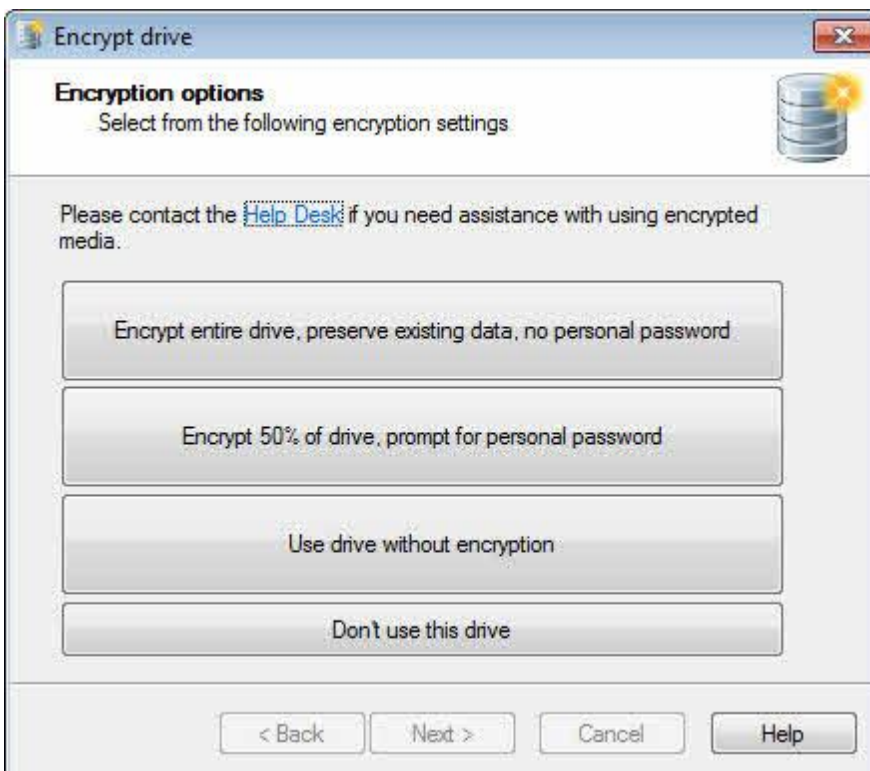 Encrypt drive
Encryption options
Select from the following encryption settings
Please contact the Help Desk if you need assistance with using encrypted
media.
Encrypt entire drive, preserve existing data, no personal password
Encrypt 50% of drive, prompt for personal password
Use drive without encryption
Don't use this drive
< Back Next > Cancel Help